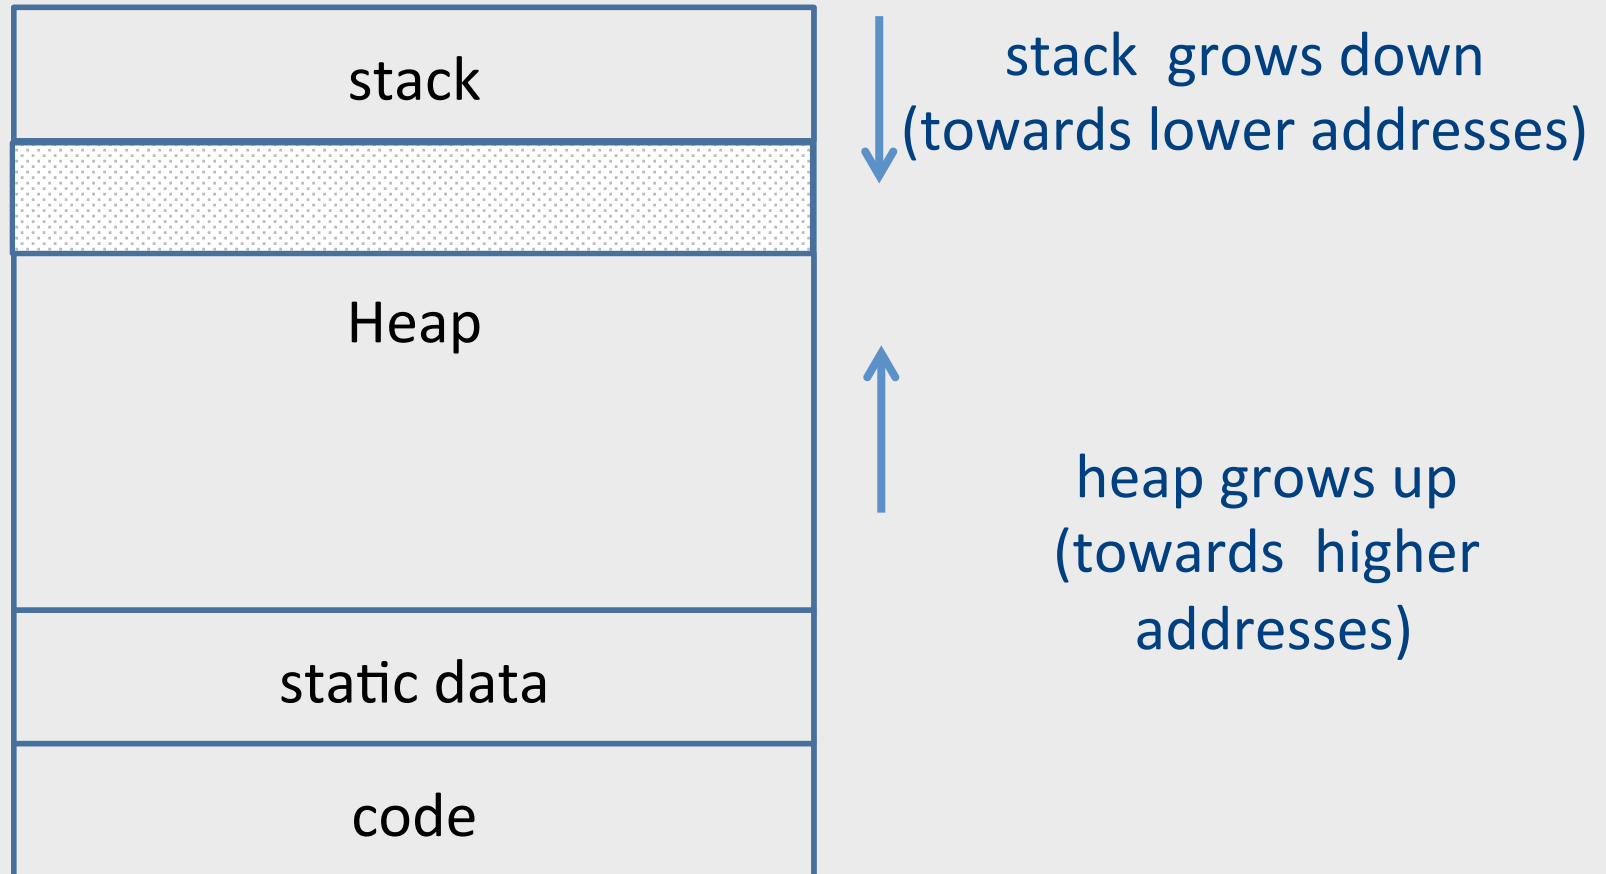 stack
stack grows down
(towards lower addresses)
Heap
heap grows up
(towards higher
addresses)
static data
code